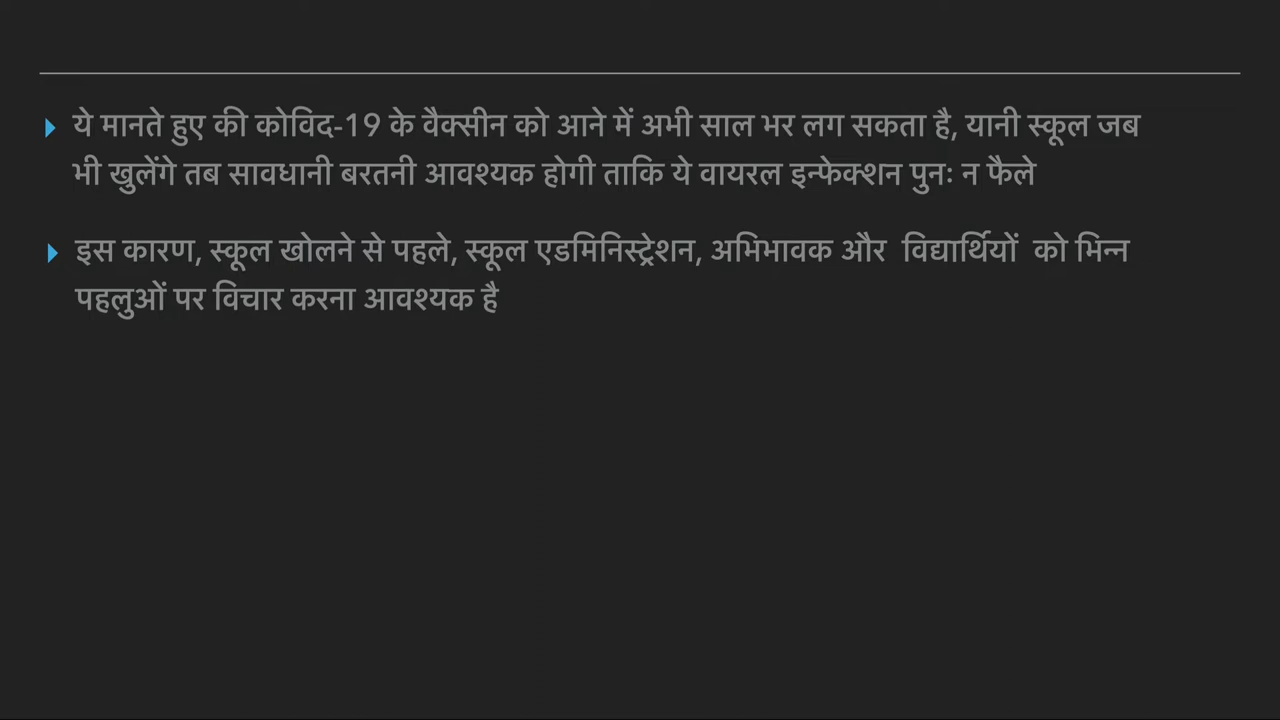 ये मानते हुए की कोविद-19 के वैक्सीन को आने में अभी साल भर लग सकता है, यानी स्कूल जब
भी खुलेंगे तब सावधानी बरतनी आवश्यक होगी ताकि ये वायरल इन्फेक्शन पुनः न फैले
इस कारण, स्कूल खोलने से पहले, स्कूल एडमिनिस्ट्रेशन, अभिभावक और विद्यार्थियों को भिन्न
पहलुओं पर विचार करना आवश्यक है